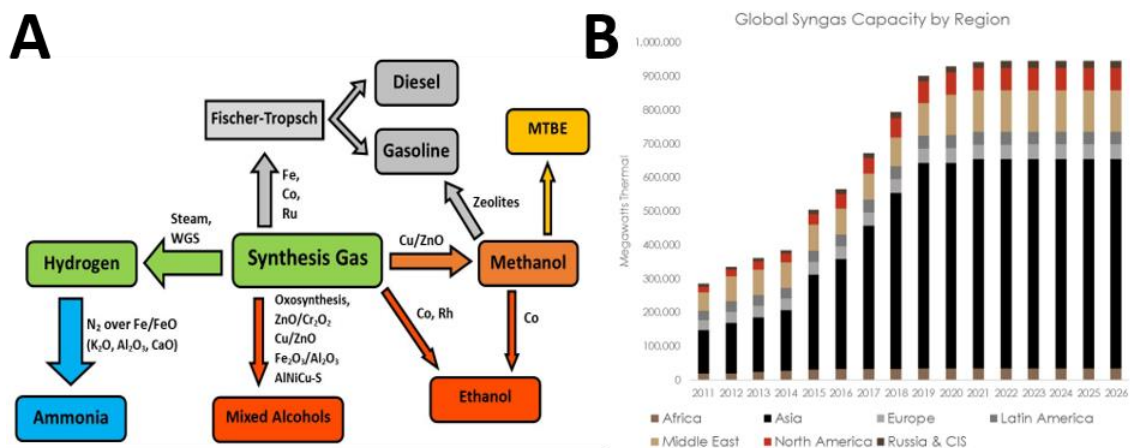 A
Diesel
Fischer-Tropsch
Gasoline
MTBE
Fe,
Co,
Ru
Zeolites
Steam,
WGS
Hydrogen
Synthesis Gas
Cu/ZnO
Methanol
N₂ over Fe/FeO
(K₂O, Al₂O₃, CaO)
Oxosynthesis,
ZnO/Cr₂O₂
Cu/ZnO
Fe₂O₃/Al₂O₃
AlNiCu-S
Co, Rh
Co
Ammonia
Mixed Alcohols
Ethanol
B
Global Syngas Capacity by Region
Megawatts Thermal
1,000,000
900,000
800,000
700,000
600,000
500,000
400,000
300,000
200,000
100,000
0
2011 2012 2013 2014 2015 2016 2017 2018 2019 2020 2021 2022 2023 2024 2025 2026
Africa Asia Europe Latin America
Middle East North America Russia & CIS